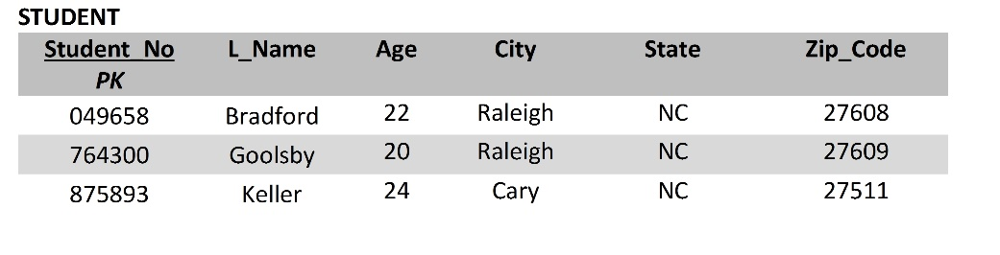 STUDENT
Student_No L_Name Age City State Zip_Code
PK
049658 Bradford 22 Raleigh NC 27608
764300 Goolsby 20 Raleigh NC 27609
875893 Keller 24 Cary NC 27511